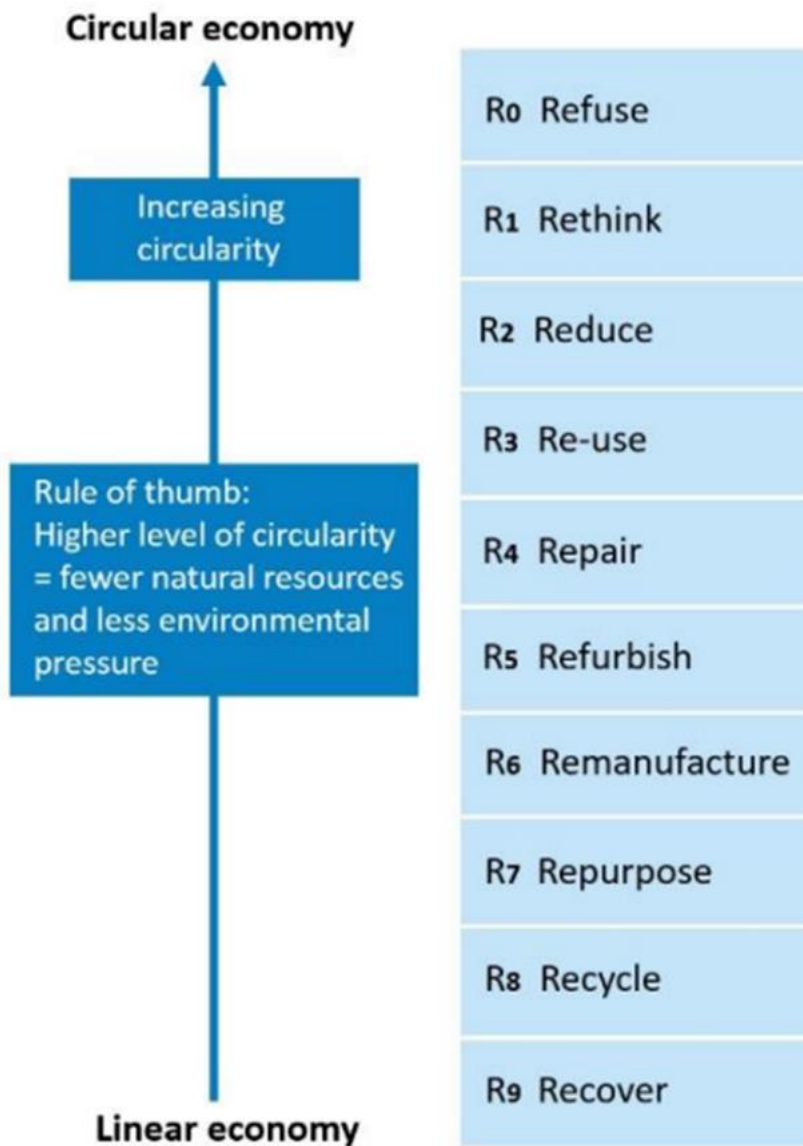 Circular economy
Increasing
circularity
Rule of thumb:
Higher level of circularity
= fewer natural resources
and less environmental
pressure
Linear economy
R0 Refuse
R1 Rethink
R2 Reduce
R3 Re-use
R4 Repair
R5 Refurbish
R6 Remanufacture
R7 Repurpose
R8 Recycle
R9 Recover